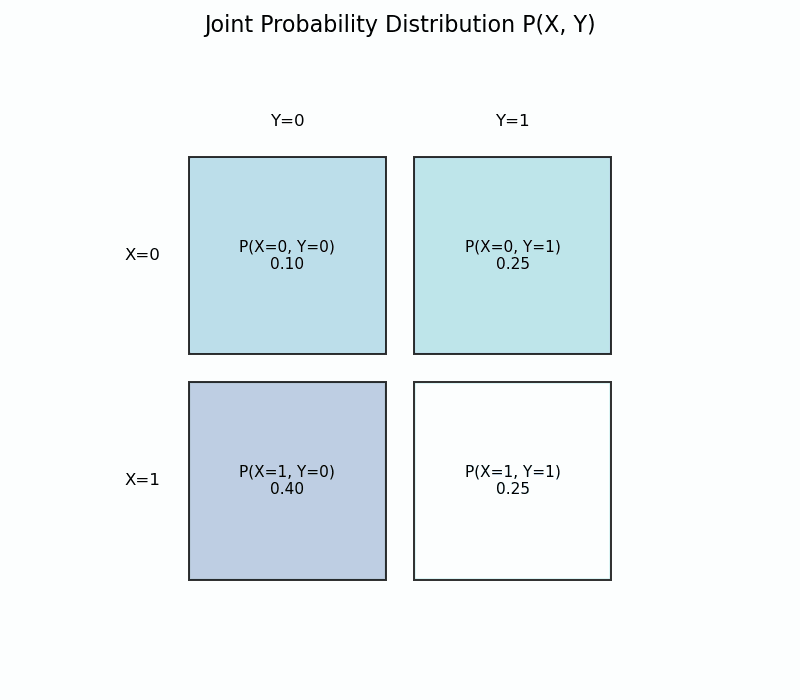 Joint Probability Distribution P(X, Y)
Y=0
Y=1
X=0
P(X=0, Y=0)
0.10
P(X=0, Y=1)
0.25
X=1
P(X=1, Y=0)
0.40
P(X=1, Y=1)
0.25